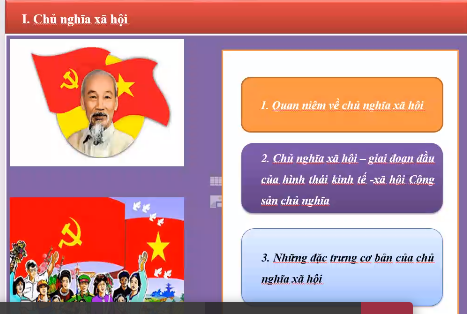 I. Chủ nghĩa xã hội
1. Quan niêm về chủ nghĩa xã hội
2. Chủ nghĩa xã hội – giai đoạn đầu
của hình thái kinh tế -xã hội Cộng
sản chủ nghĩa
3. Những đặc trưng cơ bản của chủ
nghĩa xã hội